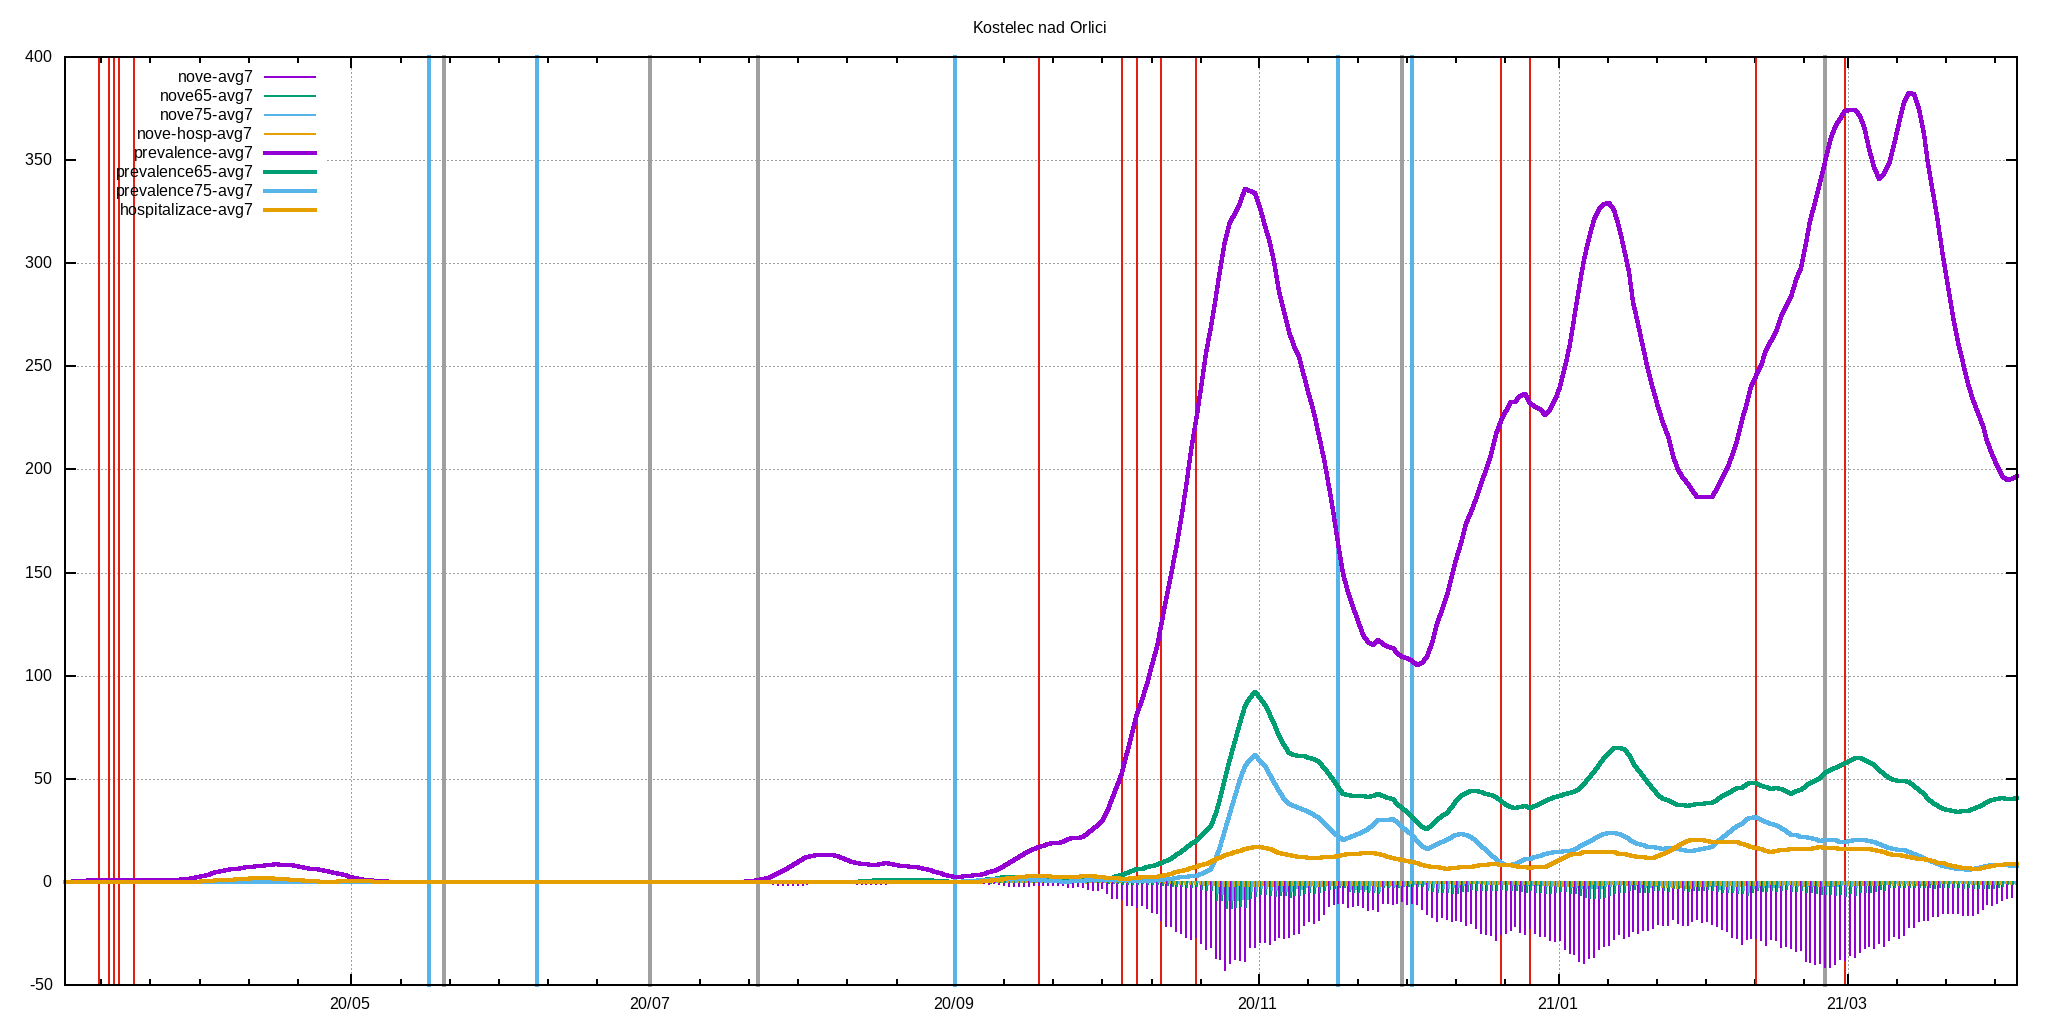 Kostelec nad Orlici
400
350
300
250
200
150
100
50
0
-50
nove-avg7
nove65-avg7
nove75-avg7
nove-hosp-avg7
prevalence-avg7
prevalence65-avg7
prevalence75-avg7
hospitalizace-avg7
20/05
20/07
20/09
20/11
21/01
21/03